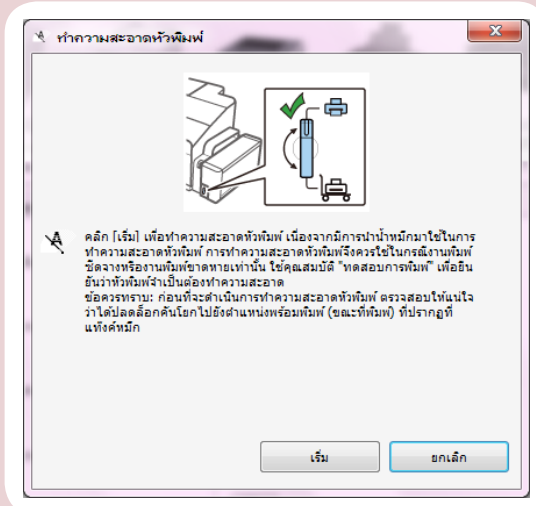 ทำความสะอาดหัวพิมพ์
คลิก [เริ่ม] เพื่อทำความสะอาดหัวพิมพ์ เนื่องจากมีการนำน้ำหมึกมาใช้ในการ
ทำความสะอาดหัวพิมพ์ การทำความสะอาดหัวพิมพ์จึงควรใช้ในกรณีงานพิมพ์
ซีดจางหรืองานพิมพ์ขาดหายเท่านั้น ใช้คุณสมบัติ "ทดสอบการพิมพ์" เพื่อยืน
ยันว่าหัวพิมพ์จำเป็นต้องทำความสะอาด
ข้อควรทราบ: ก่อนที่จะดำเนินการทำความสะอาดหัวพิมพ์ ตรวจสอบให้แน่ใจ
ว่าได้ปลดล็อกคันโยกไปยังตำแหน่งพร้อมพิมพ์ (ขณะที่พิมพ์) ที่ปรากฏที่
แท๊งค์หมึก
เริ่ม
ยกเลิก